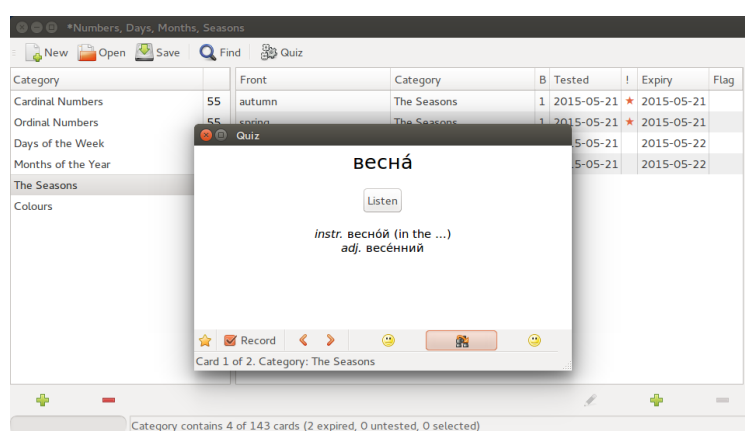 *Numbers, Days, Months, Seasons
New Open Save Find Quiz
Category
Cardinal Numbers 55
Ordinal Numbers 55
Days of the Week
Months of the Year
The Seasons
Colours
Front Category B Tested ! Expiry Flag
autumn The Seasons 1 2015-05-21 ★ 2015-05-21
spring The Seasons 1 2015-05-21 ★ 2015-05-21
5-05-21 2015-05-22
5-05-21 2015-05-22
Quiz
весна́
Listen
instr. весно́й (in the ...)
adj. весе́нний
Record
Card 1 of 2. Category: The Seasons
Category contains 4 of 143 cards (2 expired, 0 untested, 0 selected)